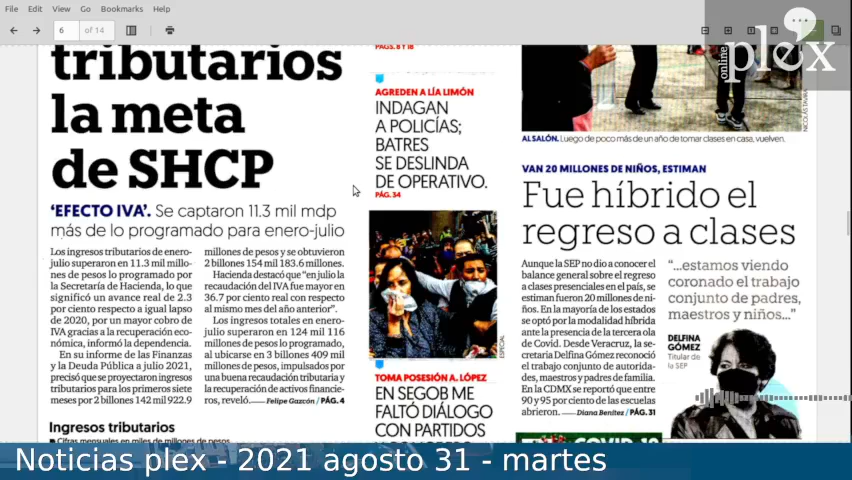 File Edit View Go Bookmarks Help
6 of 14
online
plex
tributarios
la meta
de SHCP
'EFECTO IVA'. Se captaron 11.3 mil mdp
más de lo programado para enero-julio
Los ingresos tributarios de enero-
julio superaron en 11.3 mil millo-
nes de pesos lo programado por
la Secretaría de Hacienda, lo que
significó un avance real de 2.3
por ciento respecto a igual lapso
de 2020, por un mayor cobro de
IVA gracias a la recuperación eco-
nómica, informó la dependencia.
En su informe de las Finanzas
y la Deuda Pública a julio 2021,
precisó que se proyectaron ingresos
tributarios para los primeros siete
meses por 2 billones 142 mil 922.9
millones de pesos y se obtuvieron
2 billones 154 mil 183.6 millones.
Hacienda destacó que "en julio la
recaudación del IVA fue mayor en
36.7 por ciento real con respecto
al mismo mes del año anterior".
Los ingresos totales en enero-
julio superaron en 124 mil 116
millones de pesos lo programado,
al ubicarse en 3 billones 409 mil
millones de pesos, impulsados por
una buena recaudación tributaria y
la recuperación de activos financie-
ros, reveló. — Felipe Gazcón / PÁG. 4
Ingresos tributarios
Cifras mensuales en miles de millones de pesos
PÁGS. 8 Y 18
AGREDEN A LÍA LIMÓN
INDAGAN
A POLICÍAS;
BATRES
SE DESLINDA
DE OPERATIVO.
PÁG. 34
ESPECIAL
TOMA POSESIÓN A. LÓPEZ
EN SEGOB ME
FALTÓ DIÁLOGO
CON PARTIDOS
Y CONGRESO
NICOLÁS TAVIRA
AL SALÓN. Luego de poco más de un año de tomar clases en casa, vuelven.
VAN 20 MILLONES DE NIÑOS, ESTIMAN
Fue híbrido el
regreso a clases
Aunque la SEP no dio a conocer el
balance general sobre el regreso
a clases presenciales en el país, se
estiman fueron 20 millones de ni-
ños. En la mayoría de los estados
se optó por la modalidad híbrida
ante la presencia de la tercera ola
de Covid. Desde Veracruz, la se-
cretaria Delfina Gómez reconoció
el trabajo conjunto de autorida-
des, maestros y padres de familia.
En la CDMX se reportó que entre
90 y 95 por ciento de las escuelas
abrieron. — Diana Benítez / PÁG. 31
"...estamos viendo
coronado el trabajo
conjunto de padres,
maestros y niños..."
DELFINA
GÓMEZ
Titular de
la SEP
COVID-19
Noticias plex - 2021 agosto 31 - martes